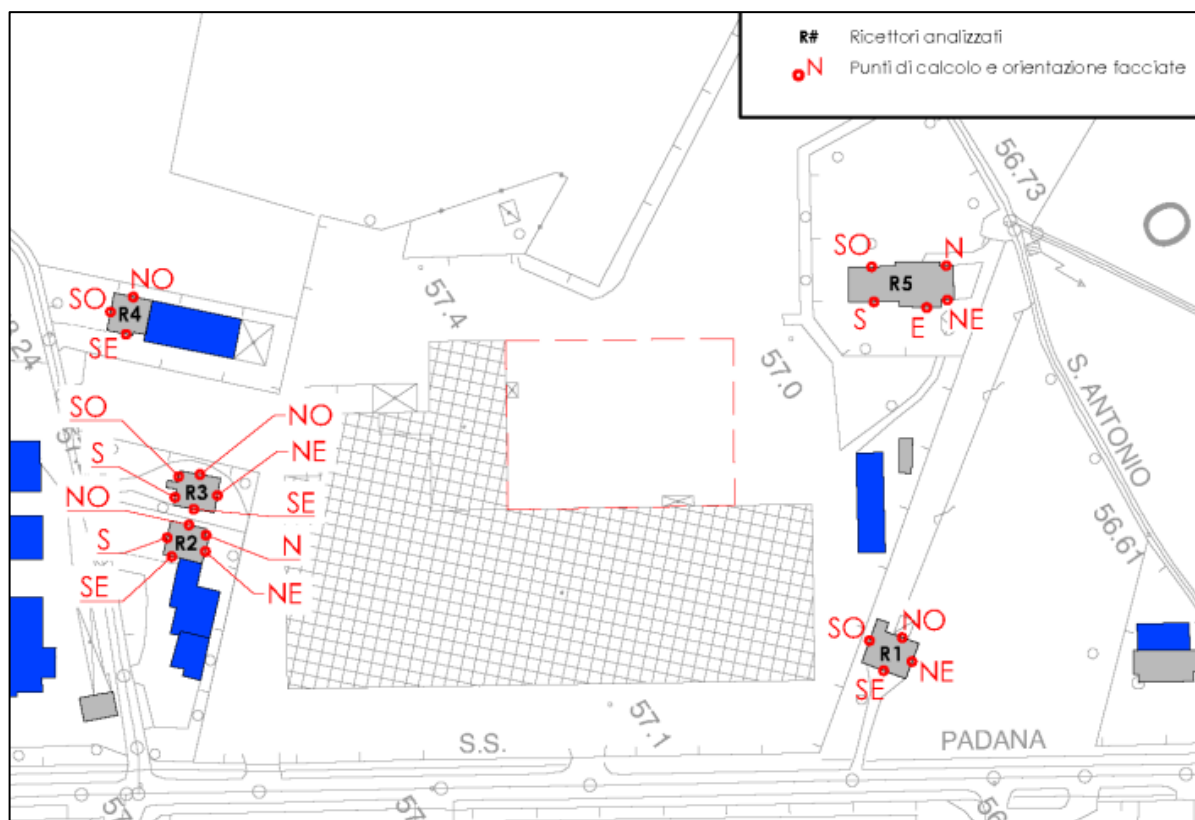 R# Ricettori analizzati
N Punti di calcolo e orientazione facciate
56.73
SO
N
R5
S
E
NE
NO
SO
R4
SE
57.4
57.0
S. ANTONIO
SO
NO
S
NE
R3
NO
SE
S
R2
N
SE
NE
56.61
SO
NO
R1
NE
SE
57.1
S.S.
PADANA